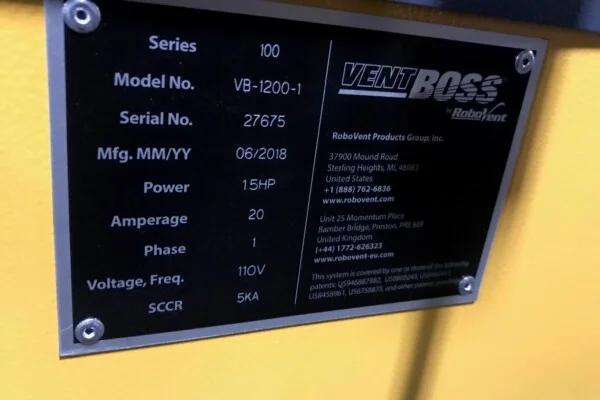 Series 100
Model No. VB-1200-1
Serial No. 27675
Mfg. MM/YY 06/2018
Power 1.5HP
Amperage 20
Phase 1
Voltage, Freq. 110V
SCCR 5KA
VENTBOSS
by RoboVent
RoboVent Products Group, Inc.
37900 Mound Road
Sterling Heights, MI, 48083
United States
+1 (888) 762-6836
www.robovent.com
Unit 25 Momentum Place
Bamber Bridge, Preston, PR5 6EF
United Kingdom
(+44) 1772-626323
www.robovent-eu.com
This system is covered by one or more of the following
patents:
US8458961, US6758875, and other patents